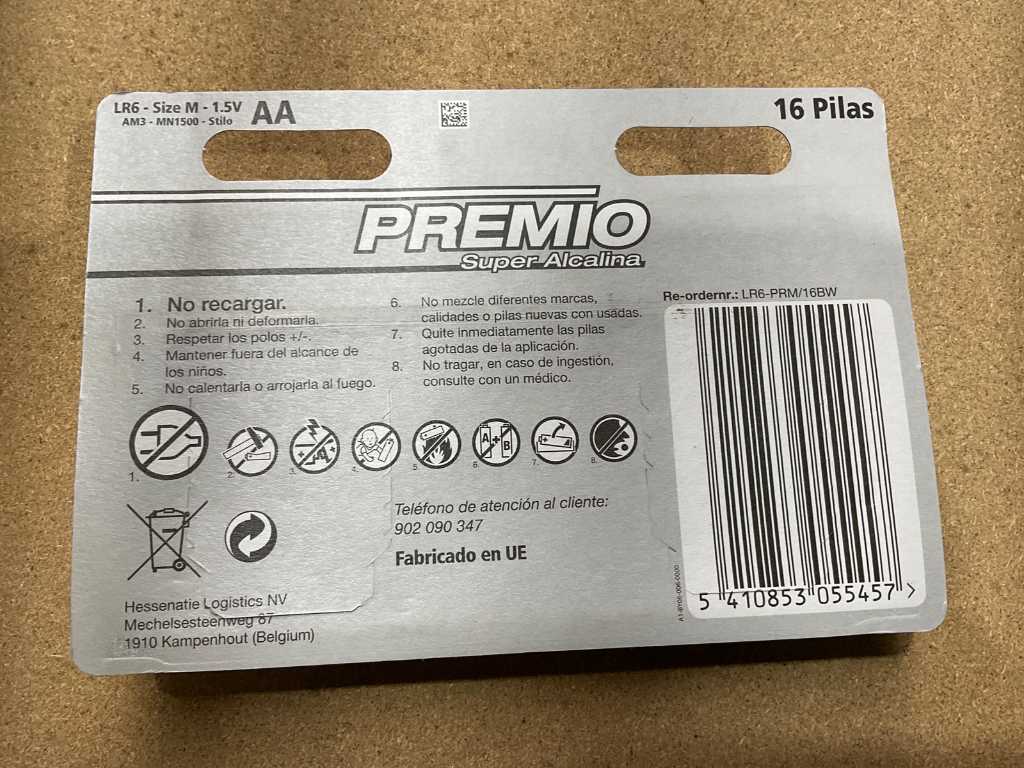 LR6 - Size M - 1.5V AA
AM3 - MN1500 - Stilo
16 Pilas
PREMIO
Super Alcalina
1. No recargar.
2. No abrirla ni deformarla.
3. Respetar los polos +/-.
4. Mantener fuera del alcance de
los niños.
5. No calentarla o arrojarla al fuego.
6. No mezcle diferentes marcas,
calidades o pilas nuevas con usadas.
7. Quite inmediatamente las pilas
agotadas de la aplicación.
8. No tragar, en caso de ingestión,
consulte con un médico.
Re-ordernr.: LR6-PRM/16BW
1. 2. 3. 4. 5. 6. 7. 8.
A + B
Teléfono de atención al cliente:
902 090 347
Fabricado en UE
Hessenatie Logistics NV
Mechelsesteenweg 87
1910 Kampenhout (Belgium)
5 410853 055457 >